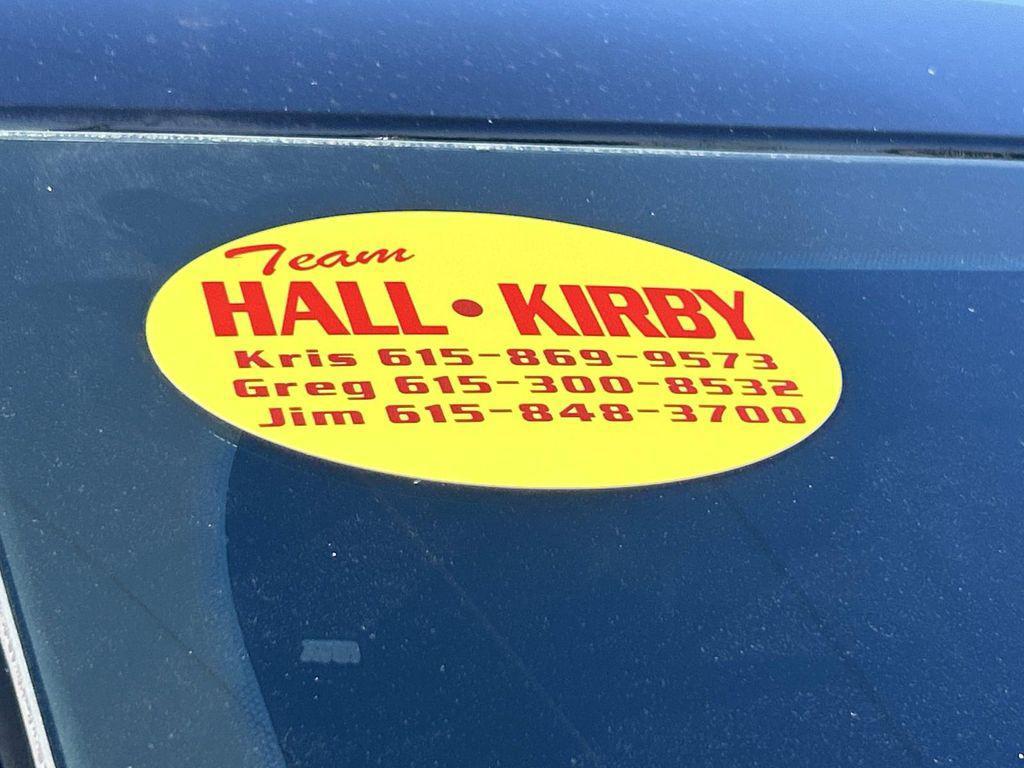 Team
HALL • KIRBY
Kris 615-869-9573
Greg 615-300-8532
Jim 615-848-3700